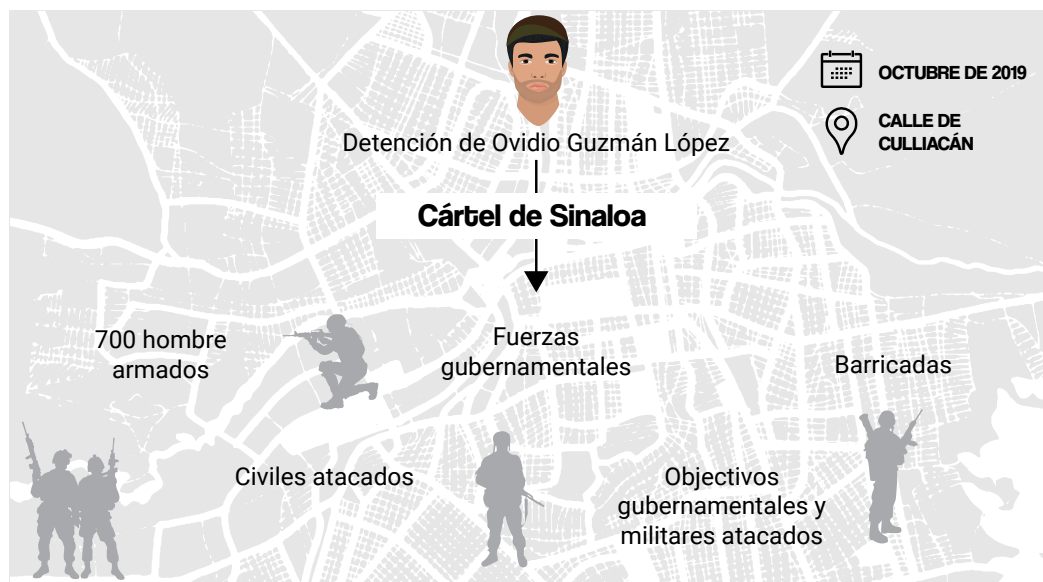 OCTUBRE DE 2019
CALLE DE
CULLIACÁN
Detención de Ovidio Guzmán López
Cártel de Sinaloa
700 hombre
armados
Fuerzas
gubernamentales
Barricadas
Civiles atacados
Objectivos
gubernamentales y
militares atacados